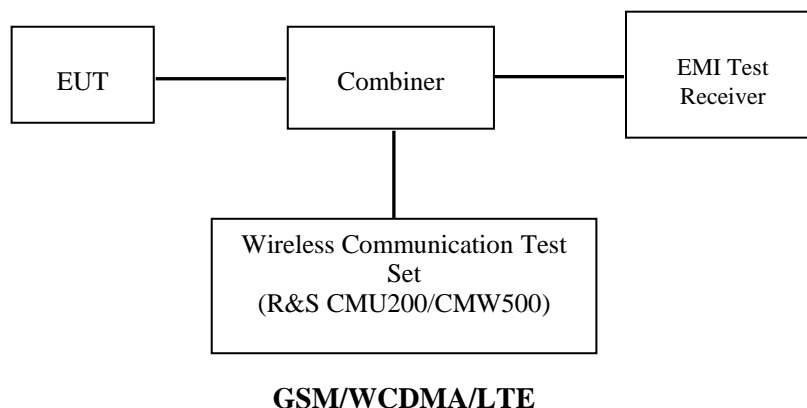 EUT
Combiner
EMI Test
Receiver
Wireless Communication Test
Set
(R&S CMU200/CMW500)
GSM/WCDMA/LTE